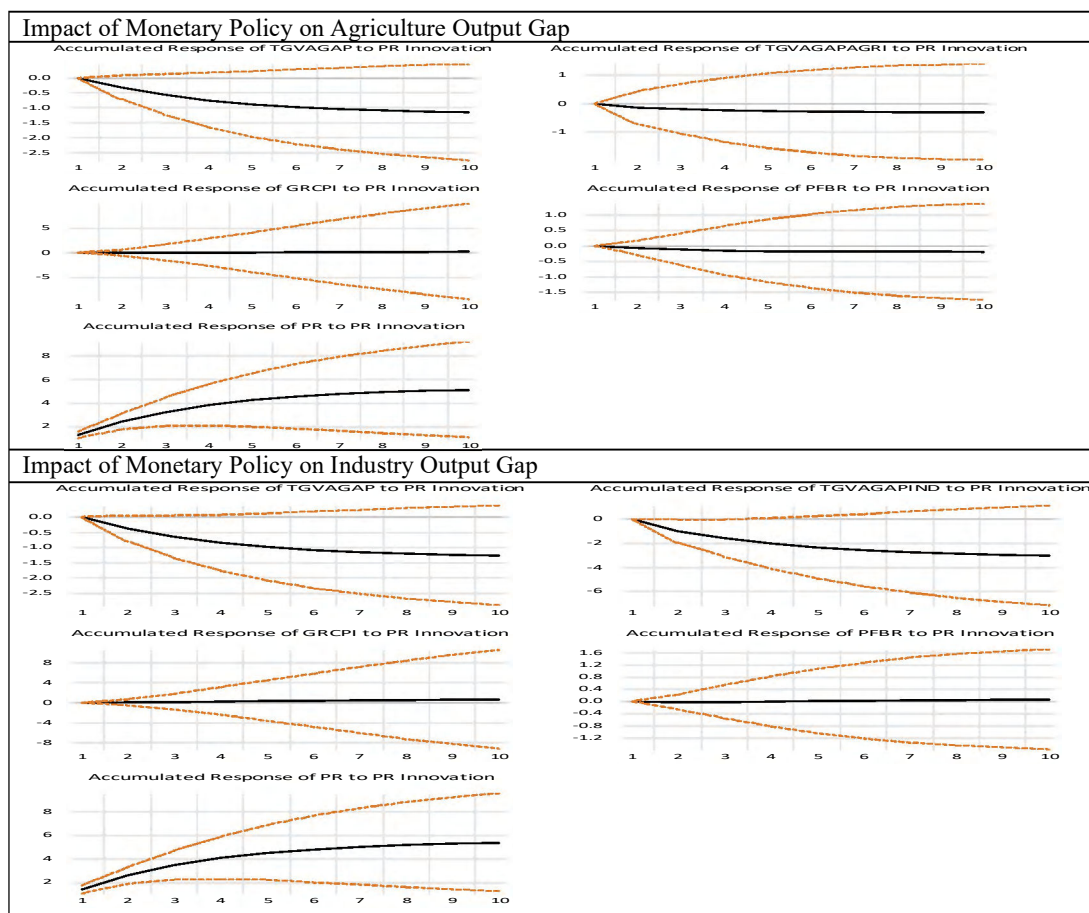 Impact of Monetary Policy on Agriculture Output Gap
Accumulated Response of TGVAGAP to PR Innovation
0.0
-0.5
-1.0
-1.5
-2.0
-2.5
1 2 3 4 5 6 7 8 9 10
Accumulated Response of TGVAGAPAGRI to PR Innovation
1
0
-1
1 2 3 4 5 6 7 8 9 10
Accumulated Response of GRCPI to PR Innovation
5
0
-5
1 2 3 4 5 6 7 8 9 10
Accumulated Response of PFBR to PR Innovation
1.0
0.5
0.0
-0.5
-1.0
-1.5
1 2 3 4 5 6 7 8 9 10
Accumulated Response of PR to PR Innovation
8
6
4
2
1 2 3 4 5 6 7 8 9 10
Impact of Monetary Policy on Industry Output Gap
Accumulated Response of TGVAGAP to PR Innovation
0.0
-0.5
-1.0
-1.5
-2.0
-2.5
1 2 3 4 5 6 7 8 9 10
Accumulated Response of TGVAGAPIND to PR Innovation
0
-2
-4
-6
1 2 3 4 5 6 7 8 9 10
Accumulated Response of GRCPI to PR Innovation
8
4
0
-4
-8
1 2 3 4 5 6 7 8 9 10
Accumulated Response of PFBR to PR Innovation
1.6
1.2
0.8
0.4
0.0
-0.4
-0.8
-1.2
1 2 3 4 5 6 7 8 9 10
Accumulated Response of PR to PR Innovation
8
6
4
2
1 2 3 4 5 6 7 8 9 10